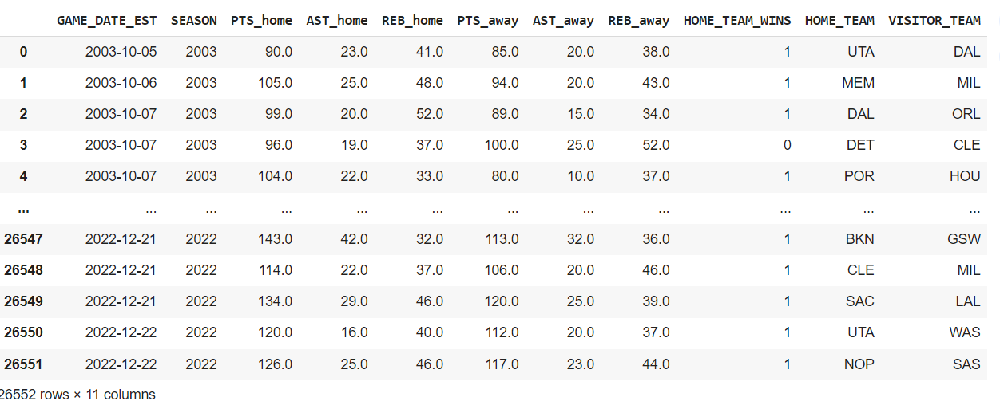 GAME_DATE_EST SEASON PTS_home AST_home REB_home PTS_away AST_away REB_away HOME_TEAM_WINS HOME_TEAM VISITOR_TEAM
0 2003-10-05 2003 90.0 23.0 41.0 85.0 20.0 38.0 1 UTA DAL
1 2003-10-06 2003 105.0 25.0 48.0 94.0 20.0 43.0 1 MEM MIL
2 2003-10-07 2003 99.0 20.0 52.0 89.0 15.0 34.0 1 DAL ORL
3 2003-10-07 2003 96.0 19.0 37.0 100.0 25.0 52.0 0 DET CLE
4 2003-10-07 2003 104.0 22.0 33.0 80.0 10.0 37.0 1 POR HOU
... ... ... ... ... ... ... ... ... ... ... ...
26547 2022-12-21 2022 143.0 42.0 32.0 113.0 32.0 36.0 1 BKN GSW
26548 2022-12-21 2022 114.0 22.0 37.0 106.0 20.0 46.0 1 CLE MIL
26549 2022-12-21 2022 134.0 29.0 46.0 120.0 25.0 39.0 1 SAC LAL
26550 2022-12-22 2022 120.0 16.0 40.0 112.0 20.0 37.0 1 UTA WAS
26551 2022-12-22 2022 126.0 25.0 46.0 117.0 23.0 44.0 1 NOP SAS
26552 rows × 11 columns